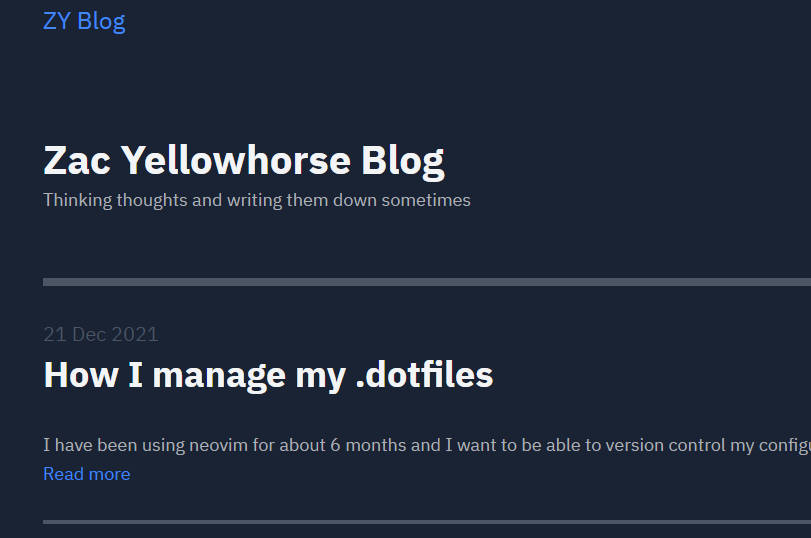 ZY Blog
Zac Yellowhorse Blog
Thinking thoughts and writing them down sometimes
21 Dec 2021
How I manage my .dotfiles
I have been using neovim for about 6 months and I want to be able to version control my config
Read more